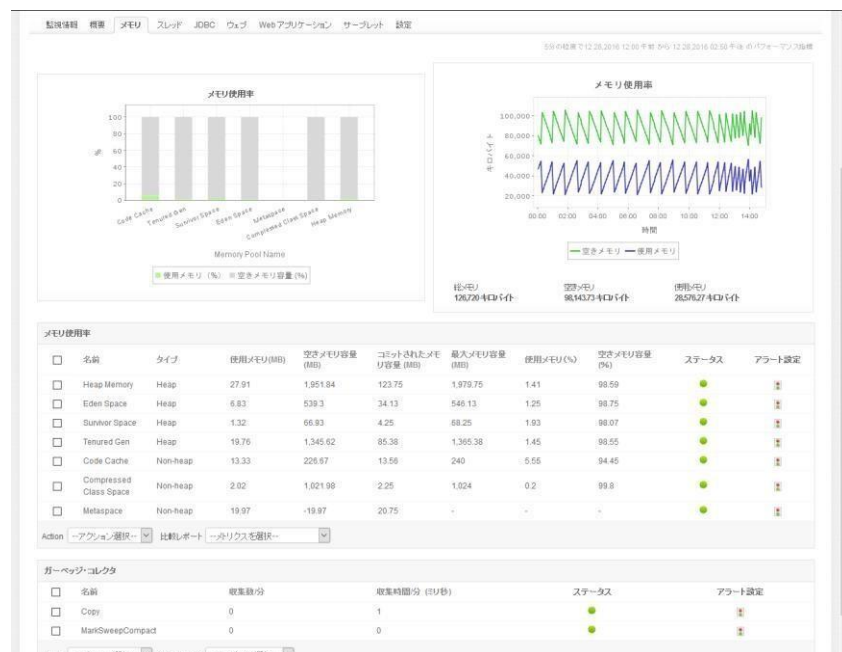 監視情報 概要 メモリ スレッド JDBC ウェブ Webアプリケーション サーブレット 設定
メモリ使用率
100
80
60
40
20
0
%
Code Cache
Tenured Gen
Survivor Space
Eden Space
Metaspace
Compressed Class Space
Heap Memory
Memory Pool Name
使用メモリ (%) 空きメモリ容量 (%)
メモリ使用率
キロバイト
100,000
80,000
60,000
40,000
20,000
00:00 02:00 04:00 06:00 08:00 10:00 12:00 14:00
時間
空きメモリ 使用メモリ
総メモリ 空きメモリ 使用メモリ
126,720 キロバイト 98,143.73 キロバイト 28,576.27 キロバイト
メモリ使用率
名前 タイプ 使用メモリ(MB) 空きメモリ容量 (MB) コミットされたメモリ容量 (MB) 最大メモリ容量 (MB) 使用メモリ(%) 空きメモリ容量 (%) ステータス アラート設定
Heap Memory Heap 27.91 1,951.84 123.75 1,979.75 1.41 98.59
Eden Space Heap 6.83 539.3 34.13 546.13 1.25 98.75
Survivor Space Heap 1.32 66.93 4.25 68.25 1.93 98.07
Tenured Gen Heap 19.76 1,345.62 85.38 1,365.38 1.45 98.55
Code Cache Non-heap 13.33 226.67 13.56 240 5.55 94.45
Compressed Class Space Non-heap 2.02 1,021.98 2.25 1,024 0.2 99.8
Metaspace Non-heap 19.97 -19.97 20.75 - - -
Action --アクション選択-- 比較レポート --メトリクスを選択--
ガーベッジ・コレクタ
名前 収集数/分 収集時間/分 (ミリ秒) ステータス アラート設定
Copy 0 1
MarkSweepCompact 0 0